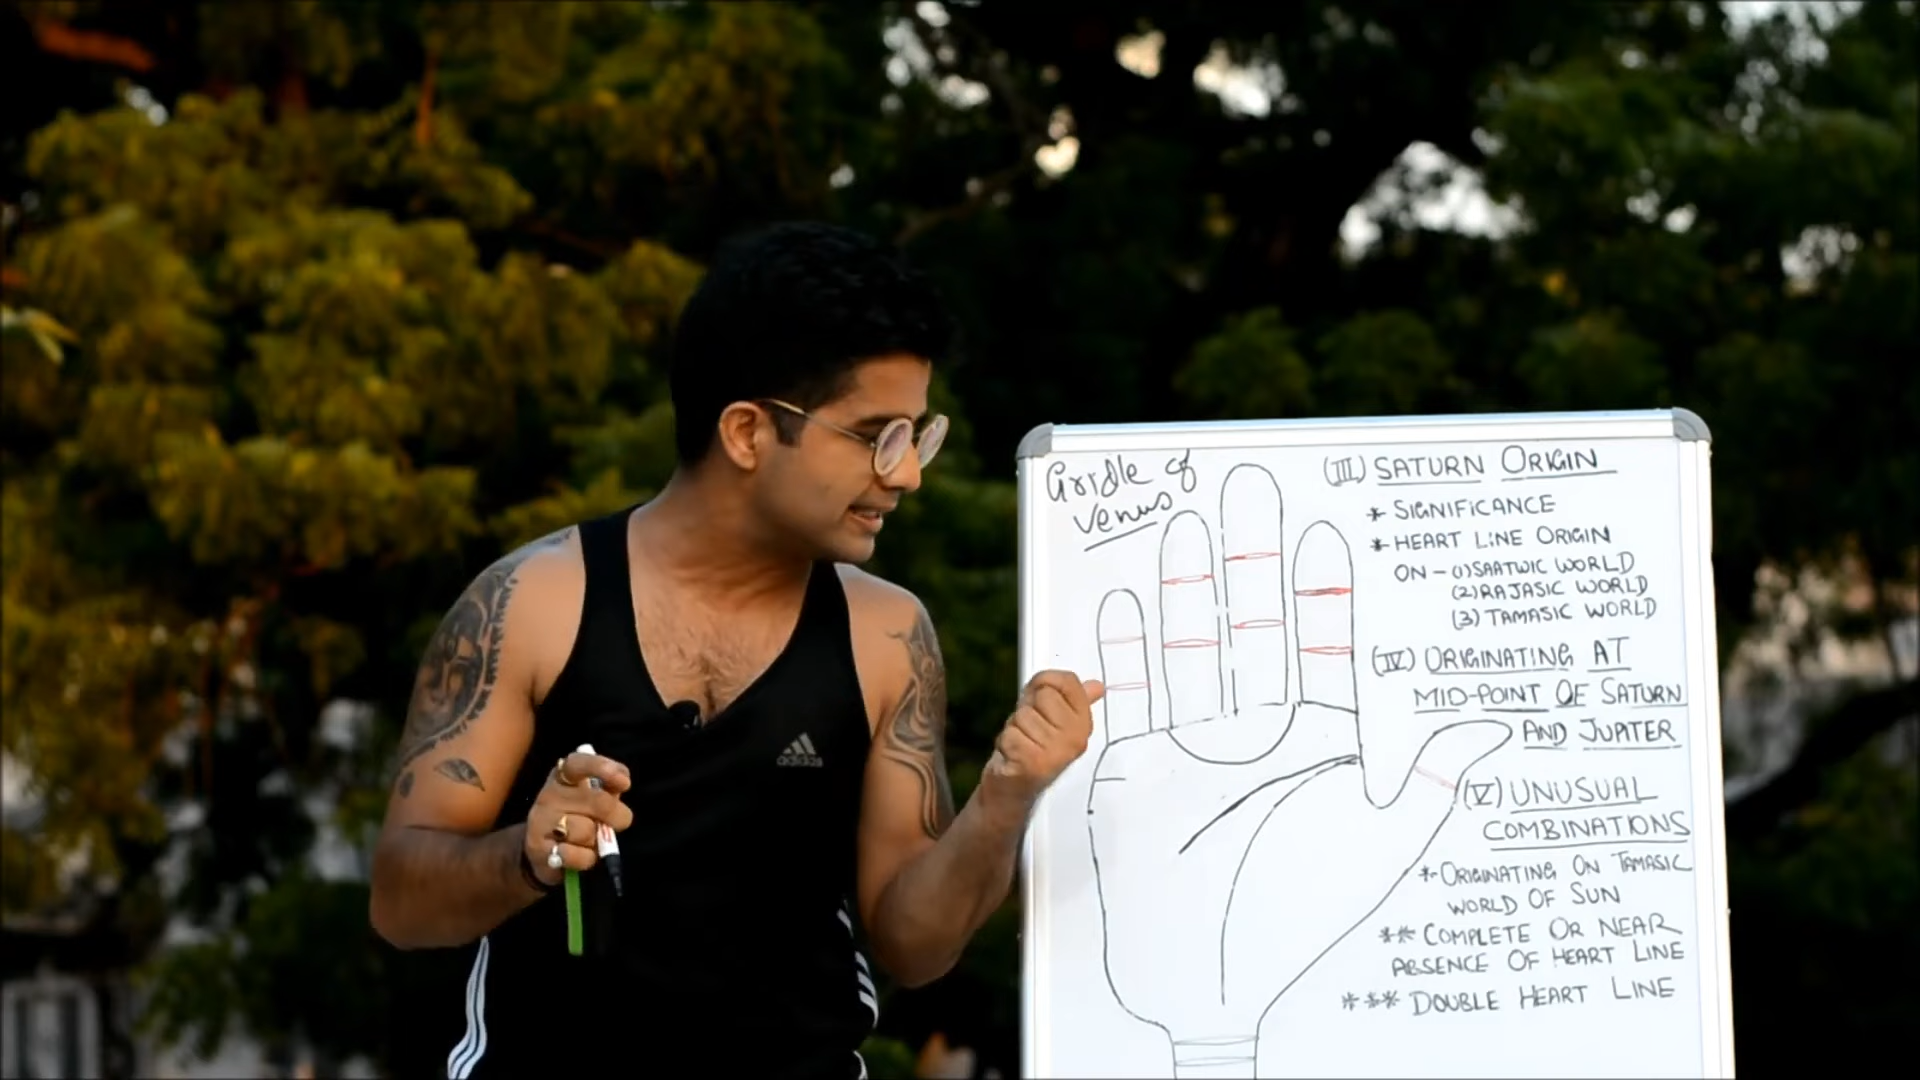 Gridle of
Venus
(III) SATURN ORIGIN
* SIGNIFICANCE
* HEART LINE ORIGIN
ON - (1) SAATWIC WORLD
(2) RAJASIC WORLD
(3) TAMASIC WORLD
(IV) ORIGINATING AT
MID-POINT OF SATURN
AND JUPITER
(V) UNUSUAL
COMBINATIONS
* ORIGINATING ON TAMASIC
WORLD OF SUN
** COMPLETE OR NEAR
ABSENCE OF HEART LINE
*** DOUBLE HEART LINE
adidas